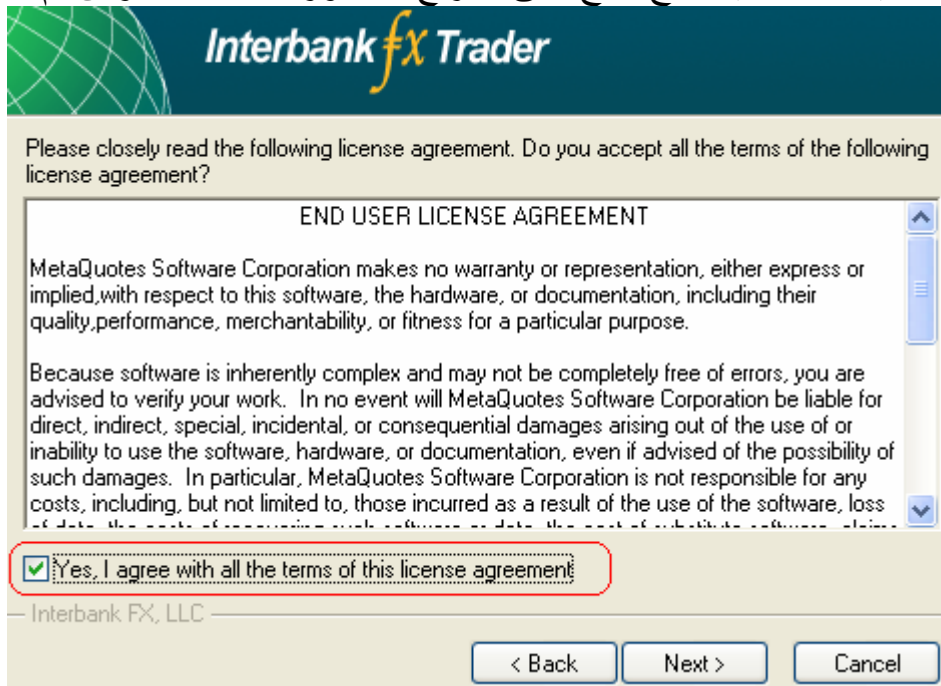 Interbank fX Trader
Please closely read the following license agreement. Do you accept all the terms of the following
license agreement?
END USER LICENSE AGREEMENT
MetaQuotes Software Corporation makes no warranty or representation, either express or
implied,with respect to this software, the hardware, or documentation, including their
quality,performance, merchantability, or fitness for a particular purpose.
Because software is inherently complex and may not be completely free of errors, you are
advised to verify your work. In no event will MetaQuotes Software Corporation be liable for
direct, indirect, special, incidental, or consequential damages arising out of the use of or
inability to use the software, hardware, or documentation, even if advised of the possibility of
such damages. In particular, MetaQuotes Software Corporation is not responsible for any
costs, including, but not limited to, those incurred as a result of the use of the software, loss
Yes, I agree with all the terms of this license agreement
Interbank FX, LLC
< Back
Next >
Cancel